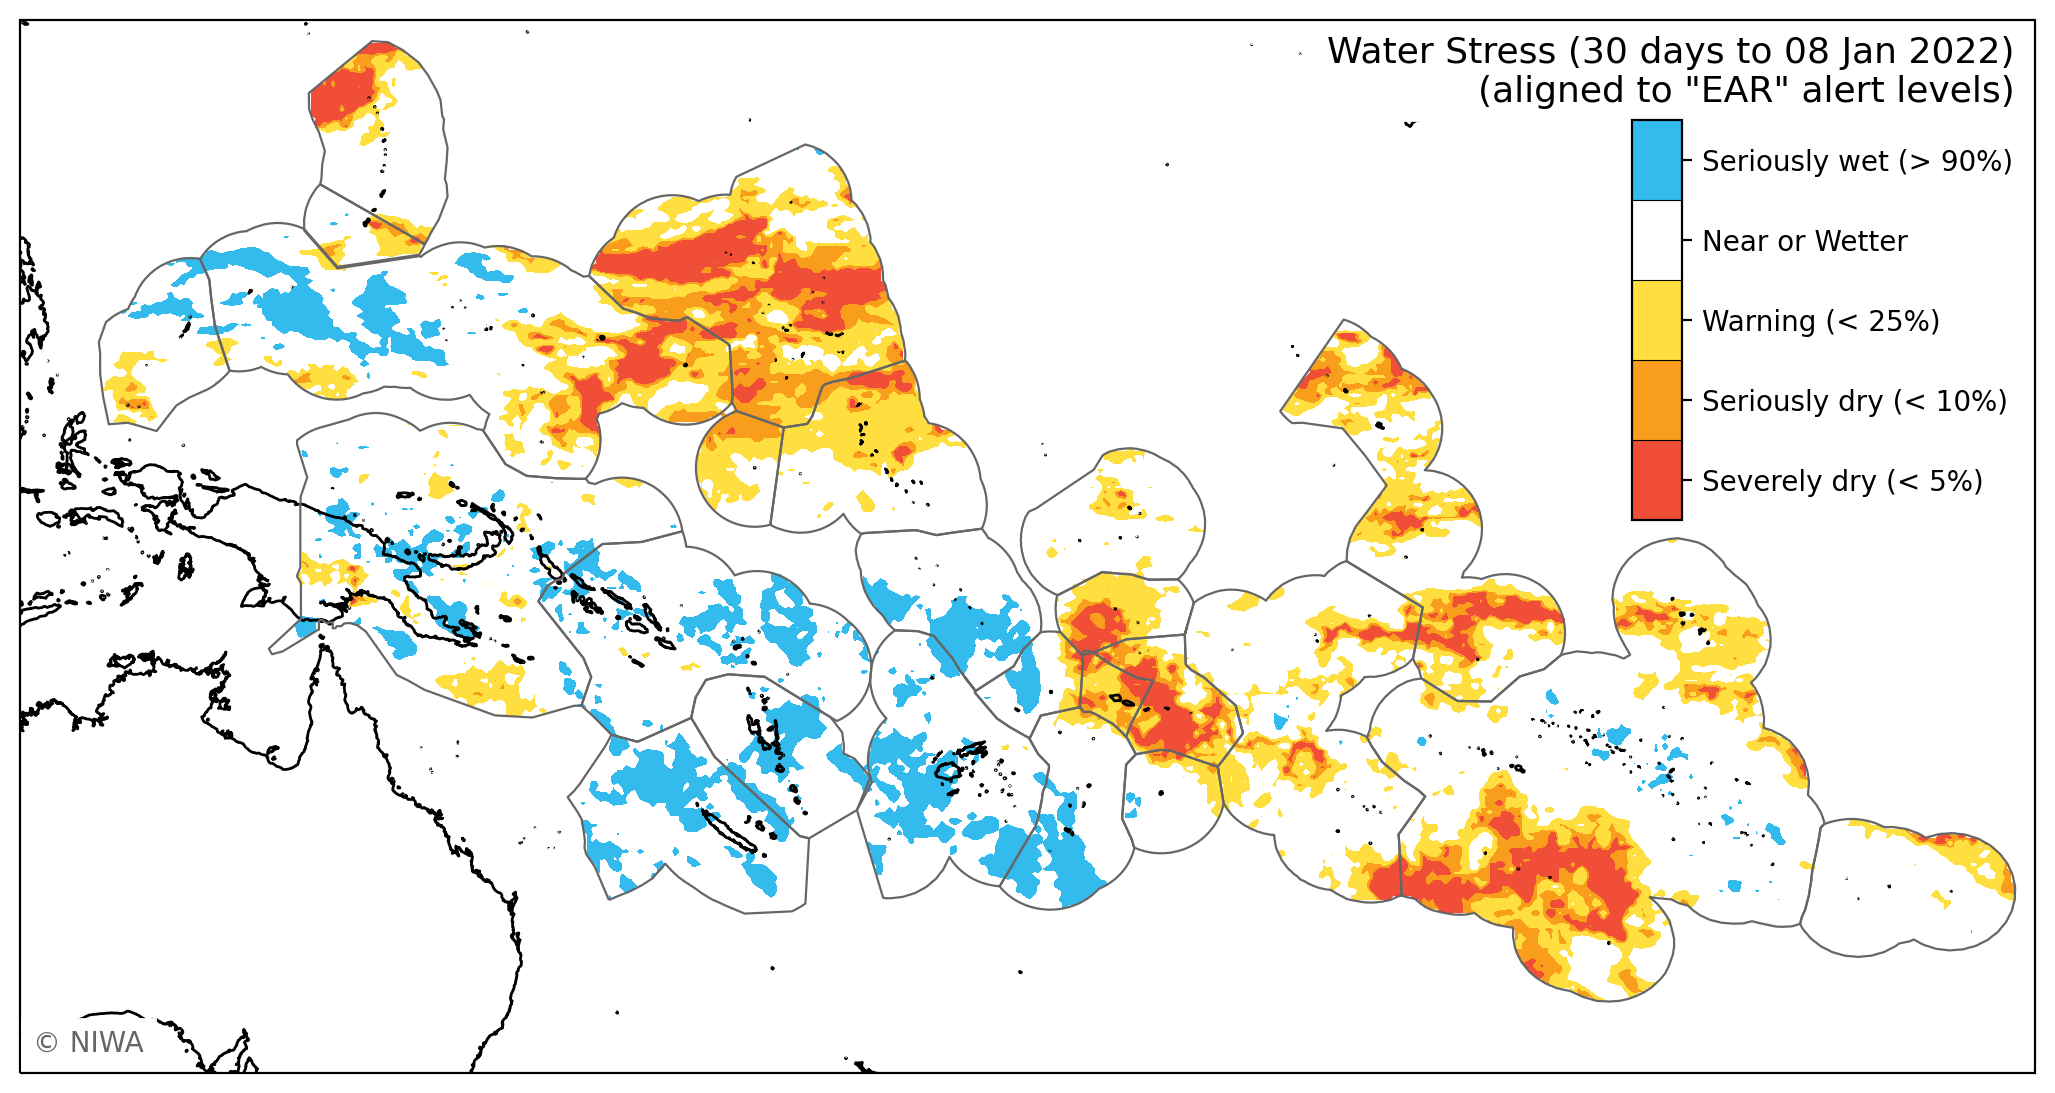 Water Stress (30 days to 08 Jan 2022)
(aligned to "EAR" alert levels)
Seriously wet (> 90%)
Near or Wetter
Warning (< 25%)
Seriously dry (< 10%)
Severely dry (< 5%)
© NIWA